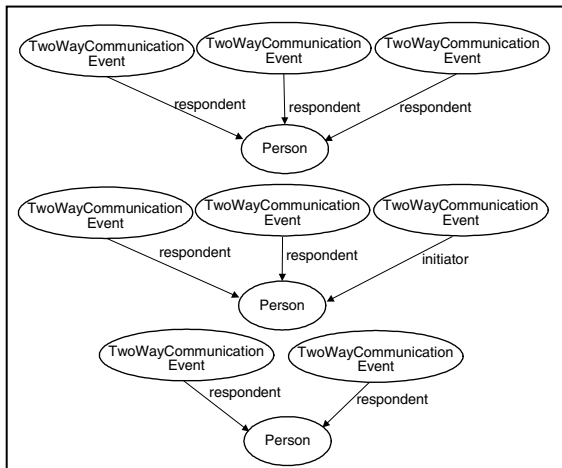 TwoWayCommunication
Event
TwoWayCommunication
Event
TwoWayCommunication
Event
respondent
respondent
respondent
Person
TwoWayCommunication
Event
TwoWayCommunication
Event
TwoWayCommunication
Event
respondent
respondent
initiator
Person
TwoWayCommunication
Event
TwoWayCommunication
Event
respondent
respondent
Person